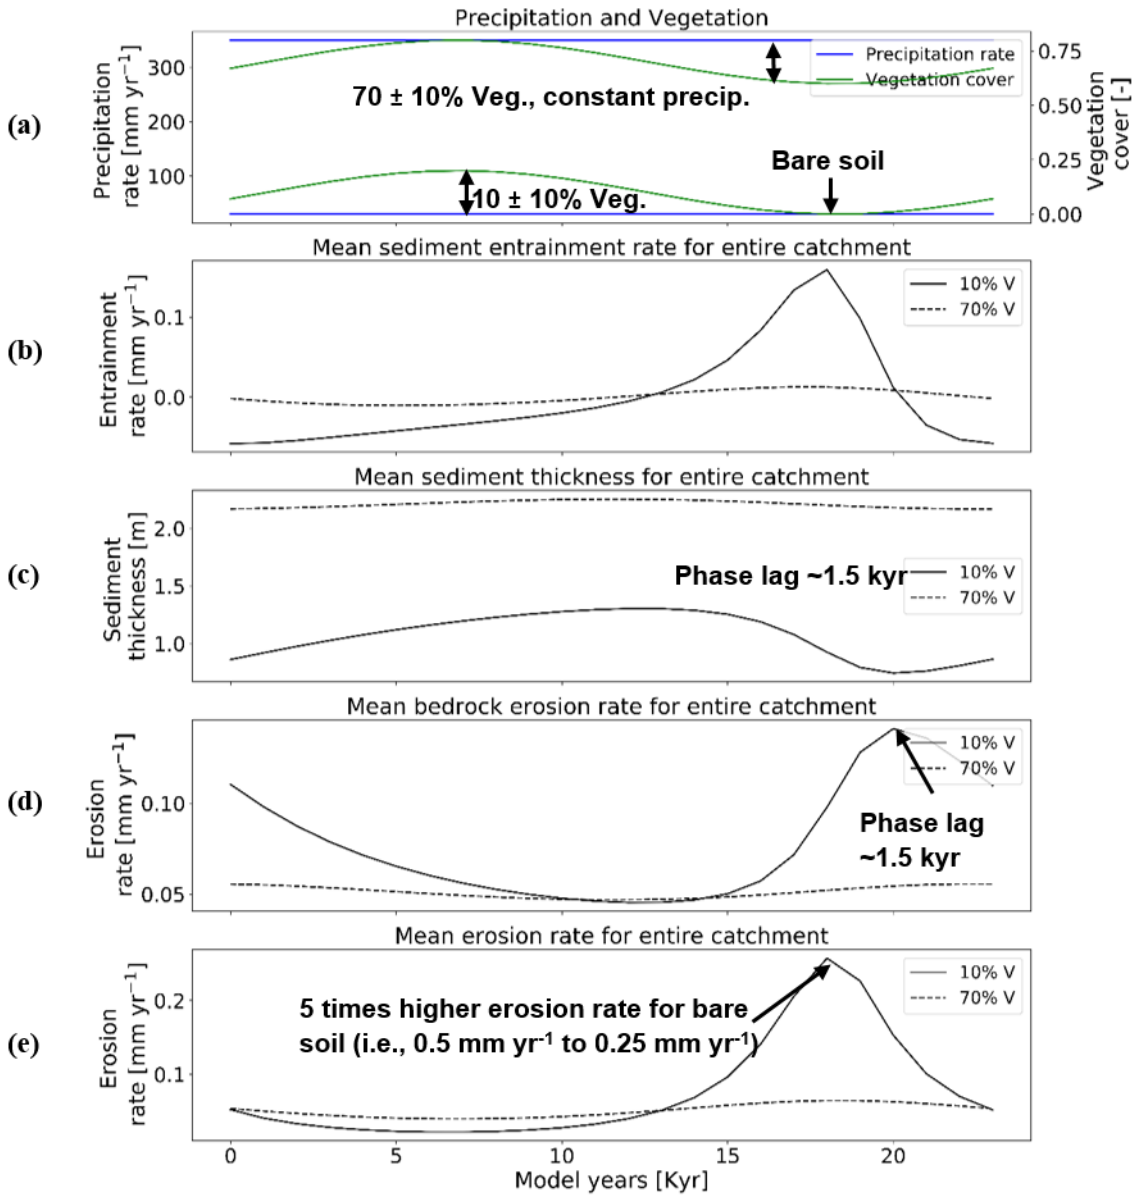 Precipitation and Vegetation
(a)
Precipitation
rate [mm yr⁻¹]
300
200
100
Precipitation rate
Vegetation cover
70 ± 10% Veg., constant precip.
Bare soil
10 ± 10% Veg.
0.75
0.50
0.25
0.00
Vegetation
cover [-]
Mean sediment entrainment rate for entire catchment
(b)
Entrainment
rate [mm yr⁻¹]
0.1
0.0
10% V
70% V
Mean sediment thickness for entire catchment
(c)
Sediment
thickness [m]
2.0
1.5
1.0
Phase lag ~1.5 kyr
10% V
70% V
Mean bedrock erosion rate for entire catchment
(d)
Erosion
rate [mm yr⁻¹]
0.10
0.05
10% V
70% V
Phase lag
~1.5 kyr
Mean erosion rate for entire catchment
(e)
Erosion
rate [mm yr⁻¹]
0.2
0.1
10% V
70% V
5 times higher erosion rate for bare
soil (i.e., 0.5 mm yr⁻¹ to 0.25 mm yr⁻¹)
0 5 10 15 20
Model years [Kyr]